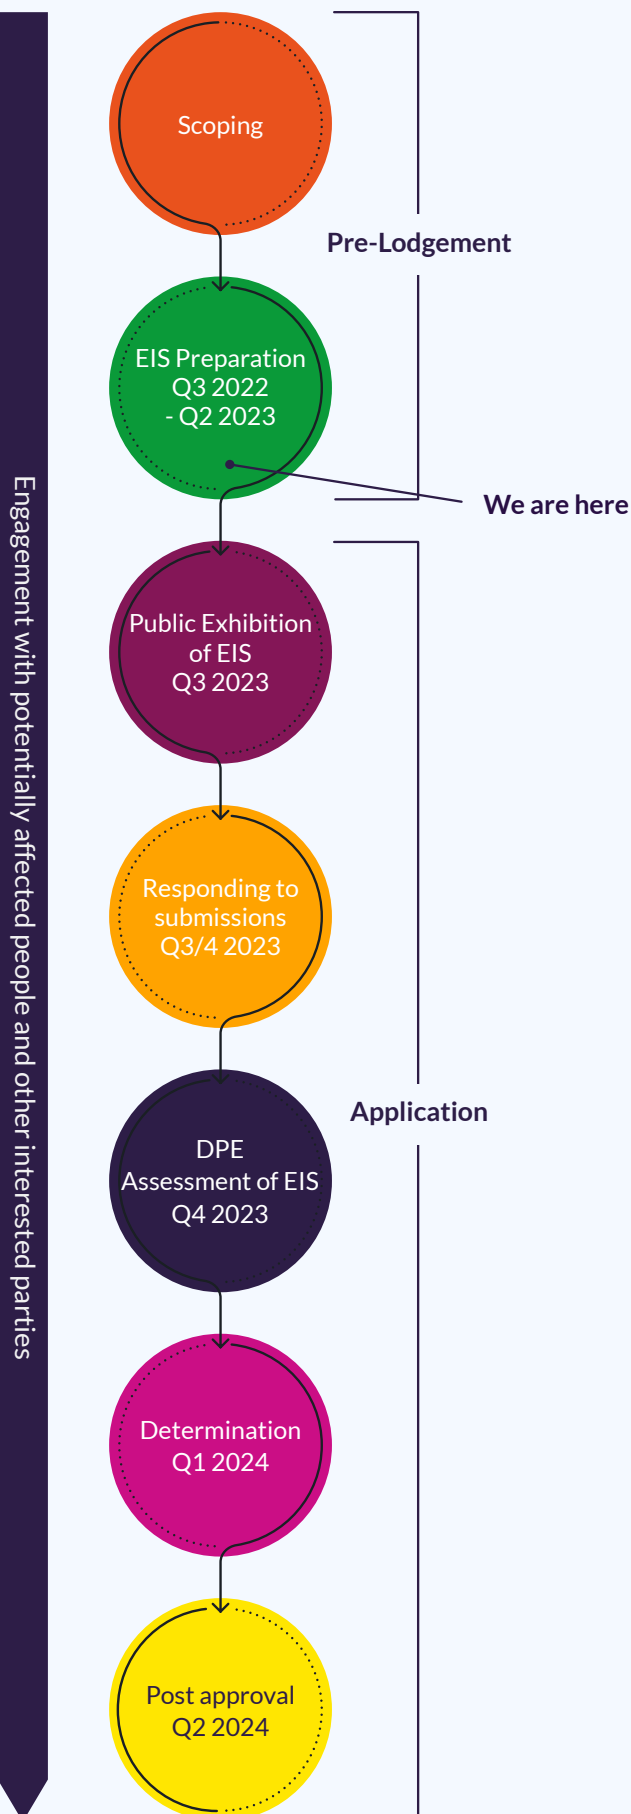 Scoping
Pre-Lodgement
EIS Preparation
Q3 2022
- Q2 2023
We are here
Public Exhibition
of EIS
Q3 2023
Responding to
submissions
Q3/4 2023
Application
DPE
Assessment of EIS
Q4 2023
Determination
Q1 2024
Post approval
Q2 2024
Engagement with potentially affected people and other interested parties